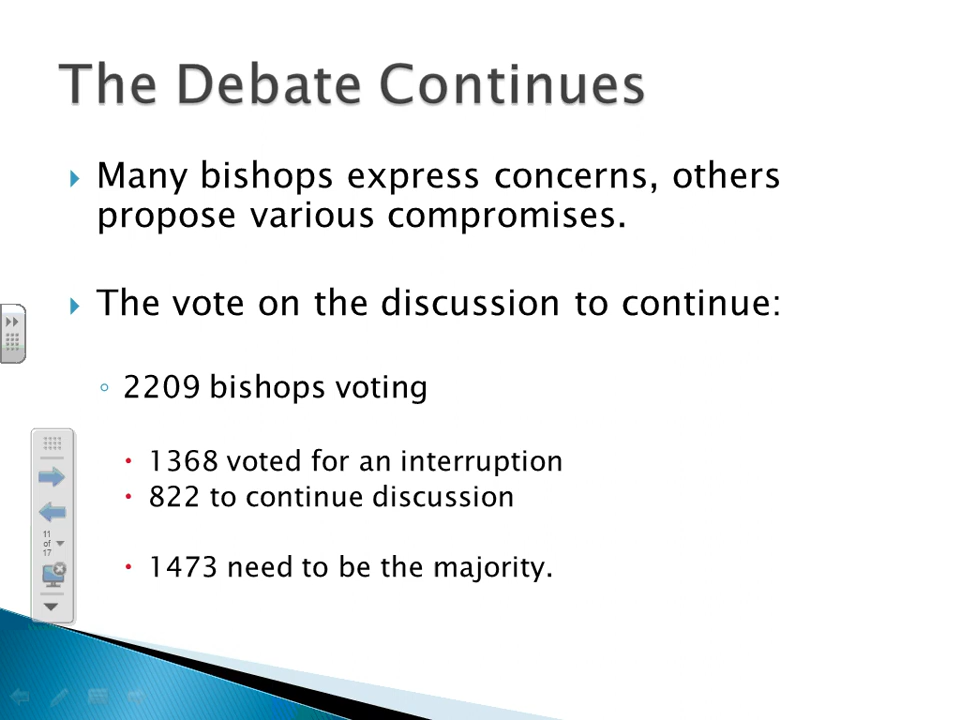 The Debate Continues
Many bishops express concerns, others
propose various compromises.
The vote on the discussion to continue:
2209 bishops voting
1368 voted for an interruption
822 to continue discussion
1473 need to be the majority.
11
of
17